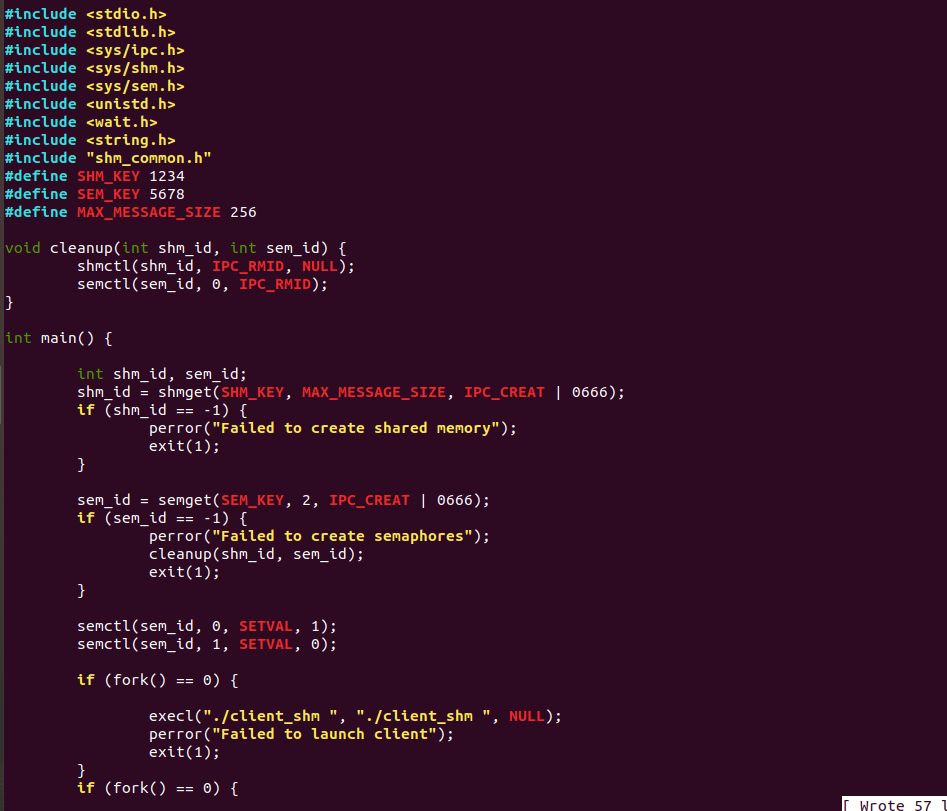 #include <stdio.h>
#include <stdlib.h>
#include <sys/ipc.h>
#include <sys/shm.h>
#include <sys/sem.h>
#include <unistd.h>
#include <wait.h>
#include <string.h>
#include "shm_common.h"
#define SHM_KEY 1234
#define SEM_KEY 5678
#define MAX_MESSAGE_SIZE 256

void cleanup(int shm_id, int sem_id) {
        shmctl(shm_id, IPC_RMID, NULL);
        semctl(sem_id, 0, IPC_RMID);
}

int main() {

        int shm_id, sem_id;
        shm_id = shmget(SHM_KEY, MAX_MESSAGE_SIZE, IPC_CREAT | 0666);
        if (shm_id == -1) {
                perror("Failed to create shared memory");
                exit(1);
        }

        sem_id = semget(SEM_KEY, 2, IPC_CREAT | 0666);
        if (sem_id == -1) {
                perror("Failed to create semaphores");
                cleanup(shm_id, sem_id);
                exit(1);
        }

        semctl(sem_id, 0, SETVAL, 1);
        semctl(sem_id, 1, SETVAL, 0);

        if (fork() == 0) {

                execl("./client_shm ", "./client_shm ", NULL);
                perror("Failed to launch client");
                exit(1);
        }
        if (fork() == 0) {
[ Wrote 57 l